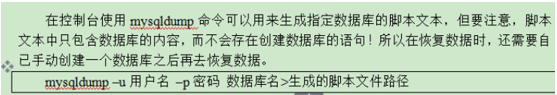 在控制台使用 mysqldump 命令可以用来生成指定数据库的脚本文本，但要注意，脚本
文本中只包含数据库的内容，而不会存在创建数据库的语句！所以在恢复数据时，还需要自
已手动创建一个数据库之后再去恢复数据。
mysqldump –u 用户名 –p 密码 数据库名>生成的脚本文件路径